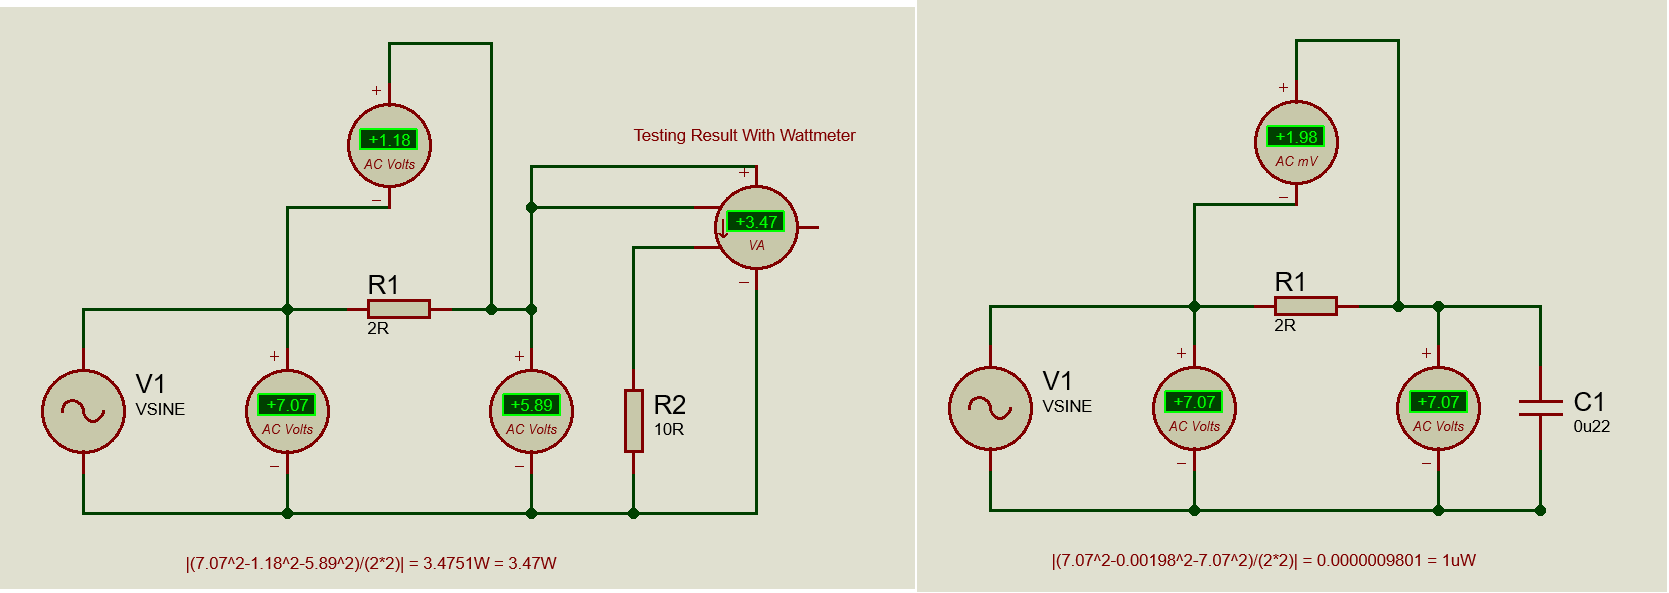 +
+1.18
AC Volts
−
Testing Result With Wattmeter
+
+3.47
VA
−
R1
2R
V1
VSINE
+
+7.07
AC Volts
−
+
+5.89
AC Volts
−
R2
10R
|(7.07^2-1.18^2-5.89^2)/(2*2)| = 3.4751W = 3.47W
+
+1.98
AC mV
−
R1
2R
V1
VSINE
+
+7.07
AC Volts
−
+
+7.07
AC Volts
−
C1
0u22
|(7.07^2-0.00198^2-7.07^2)/(2*2)| = 0.0000009801 = 1uW